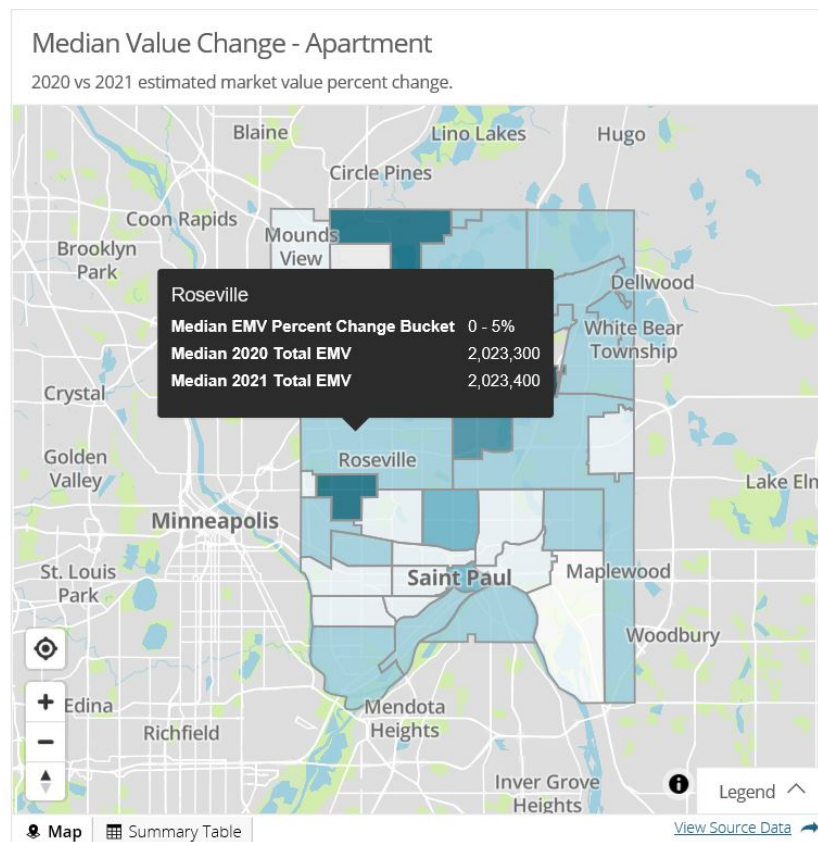 Median Value Change - Apartment
2020 vs 2021 estimated market value percent change.
Blaine
Lino Lakes
Hugo
Circle Pines
Coon Rapids
Mounds
View
Brooklyn
Park
Dellwood
Roseville
Median EMV Percent Change Bucket 0 - 5%
Median 2020 Total EMV 2,023,300
Median 2021 Total EMV 2,023,400
White Bear
Township
Crystal
Golden
Valley
Roseville
Lake Elm
Minneapolis
St. Louis
Park
Saint Paul
Maplewood
Woodbury
Edina
Mendota
Heights
Richfield
Inver Grove
Heights
Legend
Map
Summary Table
View Source Data